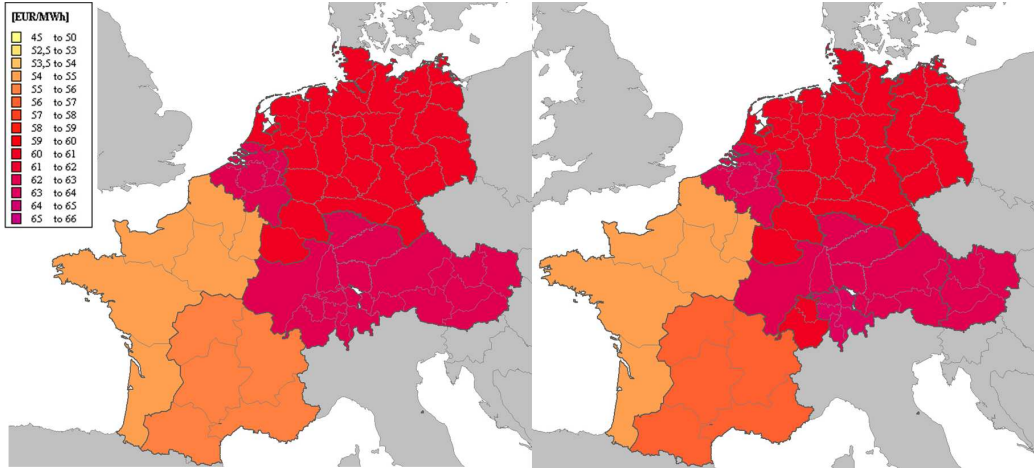 [EUR/MWh]
45 to 50
52,5 to 53
53,5 to 54
54 to 55
55 to 56
56 to 57
57 to 58
58 to 59
59 to 60
60 to 61
61 to 62
62 to 63
63 to 64
64 to 65
65 to 66